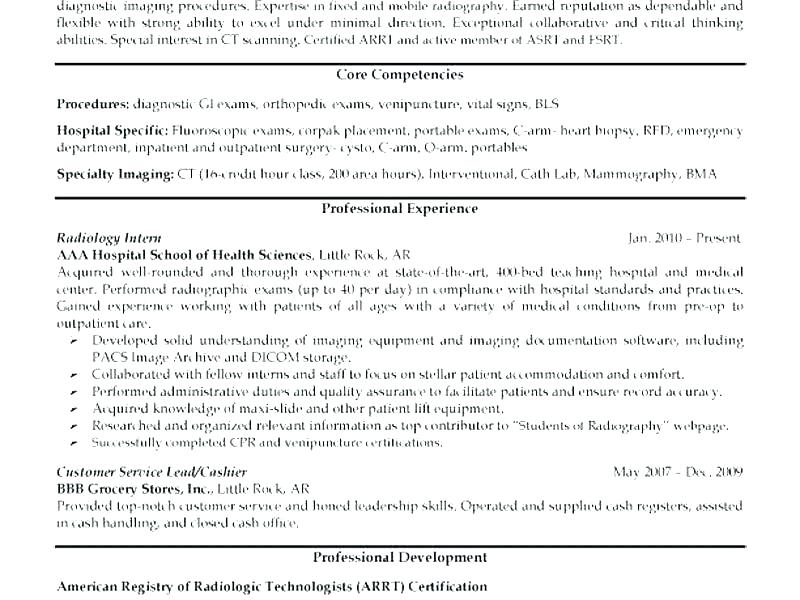 diagnostic imaging procedures. Expertise in fixed and mobile radiography. Earned reputation as dependable and
flexible with strong ability to excel under minimal direction. Exceptional collaborative and critical thinking
abilities. Special interest in CT scanning. Certified ARRT and active member of ASRT and FSRT.
Core Competencies
Procedures: diagnostic GI exams, orthopedic exams, venipuncture, vital signs, BLS
Hospital Specific: Fluoroscopic exams, corpak placement, portable exams, C-arm- heart biopsy, RFD, emergency
department, inpatient and outpatient surgery- cysto, C-arm, O-arm, portables
Specialty Imaging: CT (16-credit hour class, 200 area hours), Interventional, Cath Lab, Mammography, BMA
Professional Experience
Radiology Intern Jan. 2010 – Present
AAA Hospital School of Health Sciences, Little Rock, AR
Acquired well-rounded and thorough experience at state-of-the-art, 400-bed teaching hospital and medical
center. Performed radiographic exams (up to 40 per day) in compliance with hospital standards and practices.
Gained experience working with patients of all ages with a variety of medical conditions from pre-op to
outpatient care.
➢ Developed solid understanding of imaging equipment and imaging documentation software, including
PACS Image Archive and DICOM storage.
➢ Collaborated with fellow interns and staff to focus on stellar patient accommodation and comfort.
➢ Performed administrative duties and quality assurance to facilitate patients and ensure record accuracy.
➢ Acquired knowledge of maxi-slide and other patient lift equipment.
➢ Researched and organized relevant information as top contributor to "Students of Radiography" webpage.
➢ Successfully completed CPR and venipuncture certifications.
Customer Service Lead/Cashier May 2007 – Dec. 2009
BBB Grocery Stores, Inc., Little Rock, AR
Provided top-notch customer service and honed leadership skills. Operated and supplied cash registers, assisted
in cash handling, and closed cash office.
Professional Development
American Registry of Radiologic Technologists (ARRT) Certification